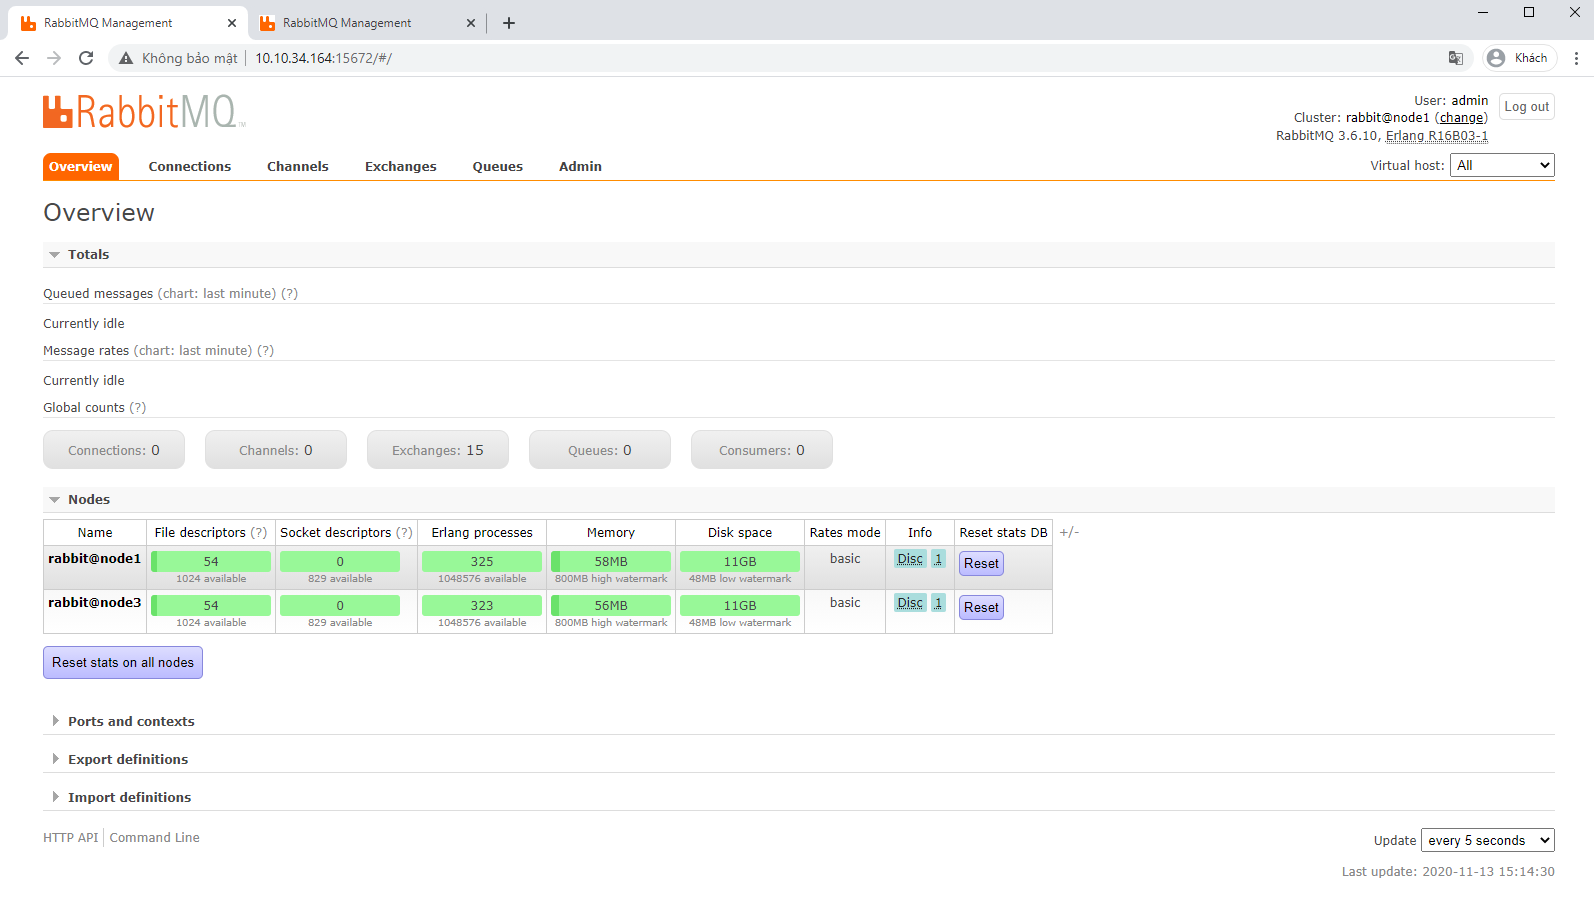 RabbitMQ Management
RabbitMQ Management
Không bảo mật
10.10.34.164:15672/#/
Khách
RabbitMQ™
User: admin
Log out
Cluster: rabbit@node1 (change)
RabbitMQ 3.6.10, Erlang R16B03-1
Overview Connections Channels Exchanges Queues Admin
Virtual host: All
Overview
Totals
Queued messages (chart: last minute) (?)
Currently idle
Message rates (chart: last minute) (?)
Currently idle
Global counts (?)
Connections: 0 Channels: 0 Exchanges: 15 Queues: 0 Consumers: 0
Nodes
Name File descriptors (?) Socket descriptors (?) Erlang processes Memory Disk space Rates mode Info Reset stats DB +/-
rabbit@node1 54 0 325 58MB 11GB basic Disc 1 Reset
1024 available 829 available 1048576 available 800MB high watermark 48MB low watermark
rabbit@node3 54 0 323 56MB 11GB basic Disc 1 Reset
1024 available 829 available 1048576 available 800MB high watermark 48MB low watermark
Reset stats on all nodes
Ports and contexts
Export definitions
Import definitions
HTTP API Command Line
Update every 5 seconds
Last update: 2020-11-13 15:14:30